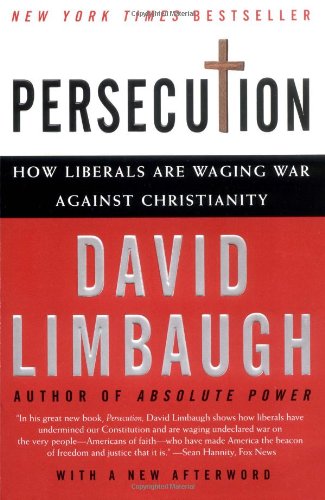 NEW YORK TIMES BESTSELLER
PERSECUTION
HOW LIBERALS ARE WAGING WAR
AGAINST CHRISTIANITY
DAVID
LIMBAUGH
AUTHOR OF ABSOLUTE POWER
"In his great new book, Persecution, David Limbaugh shows how liberals have
undermined our Constitution and are waging undeclared war on
the very people—Americans of faith—who have made America the beacon
of freedom and justice that it is." —Sean Hannity, Fox News
WITH A NEW AFTERWORD
Copyrighted Material